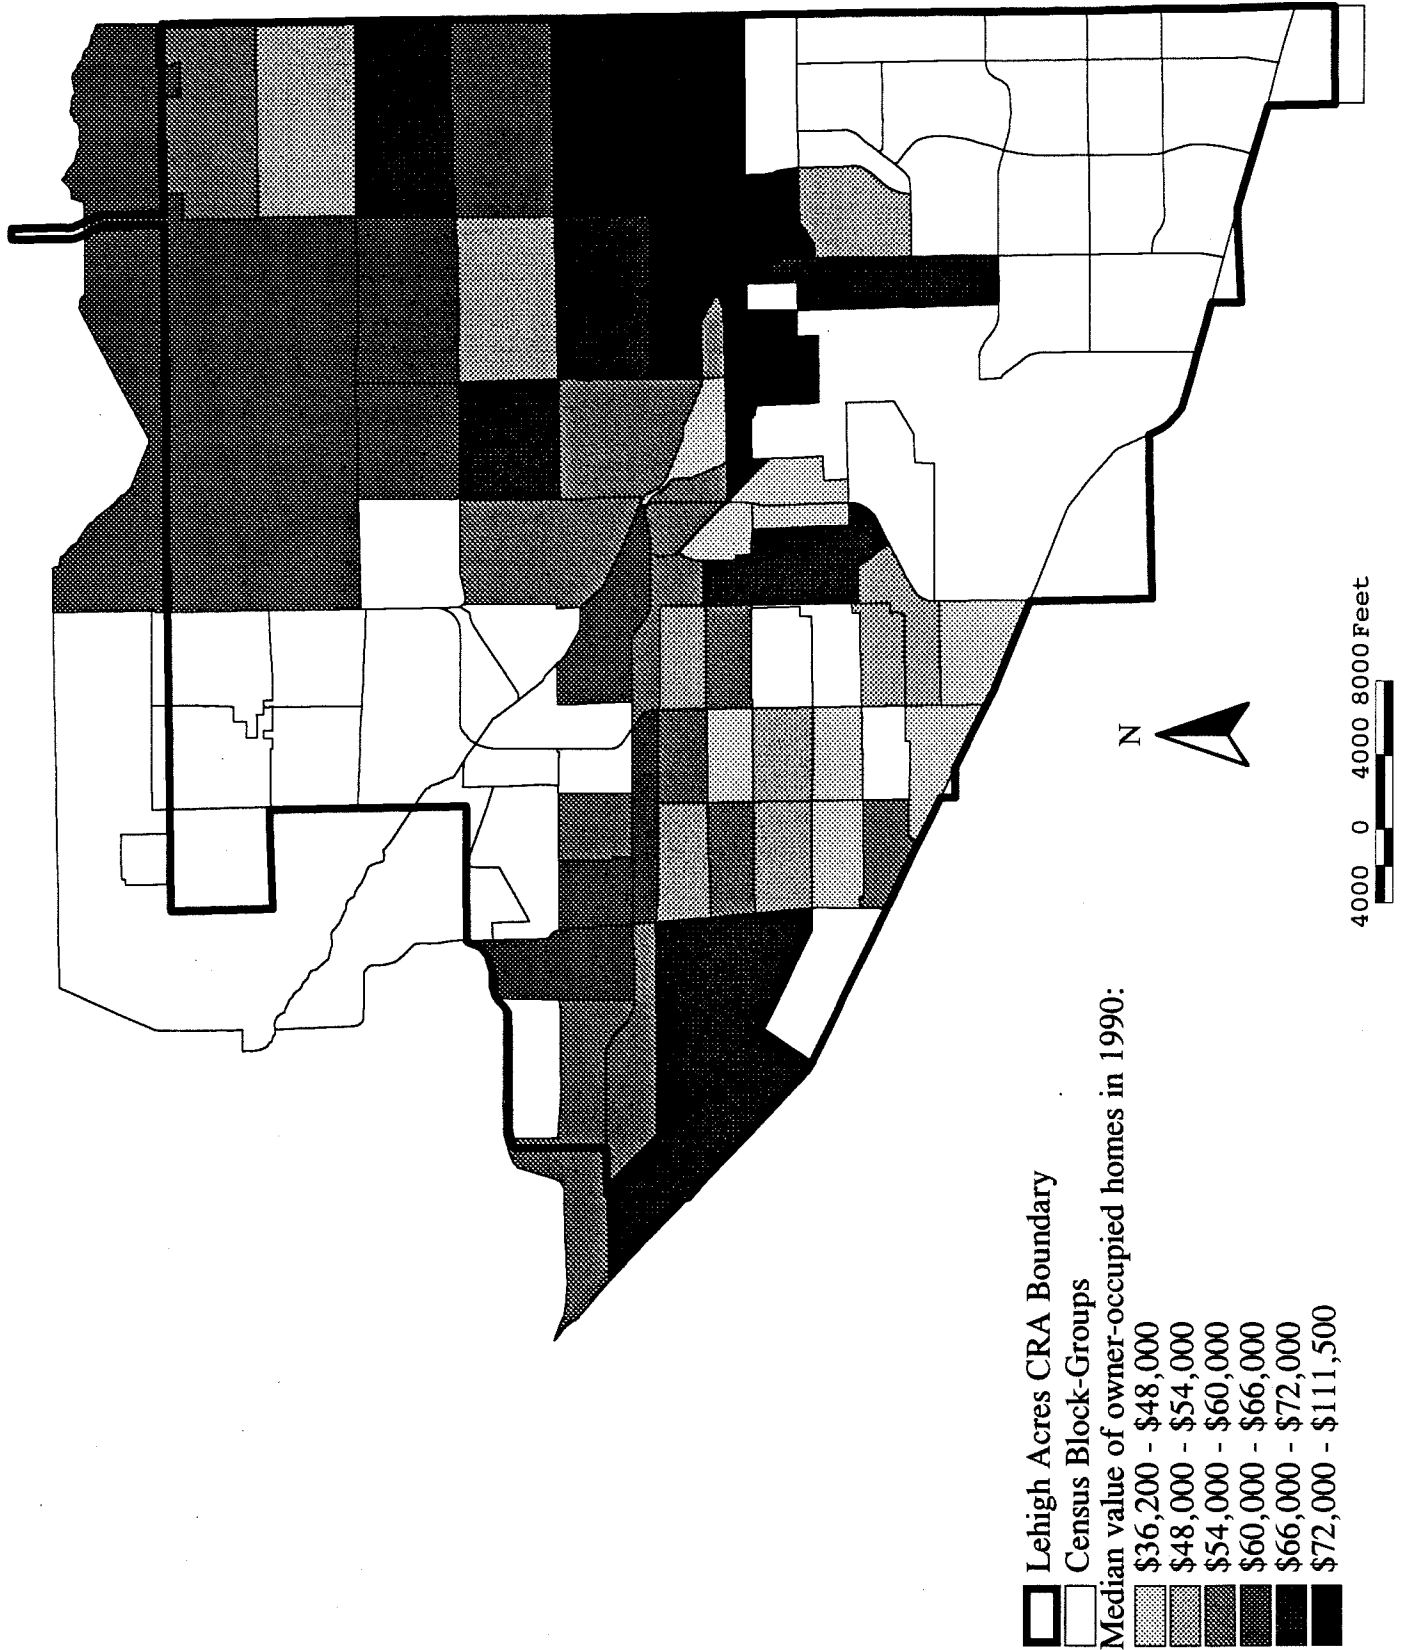 Lehigh Acres CRA Boundary
Census Block-Groups
Median value of owner-occupied homes in 1990:
$36,200 - $48,000
$48,000 - $54,000
$54,000 - $60,000
$60,000 - $66,000
$66,000 - $72,000
$72,000 - $111,500
N
4000 0 4000 8000 Feet